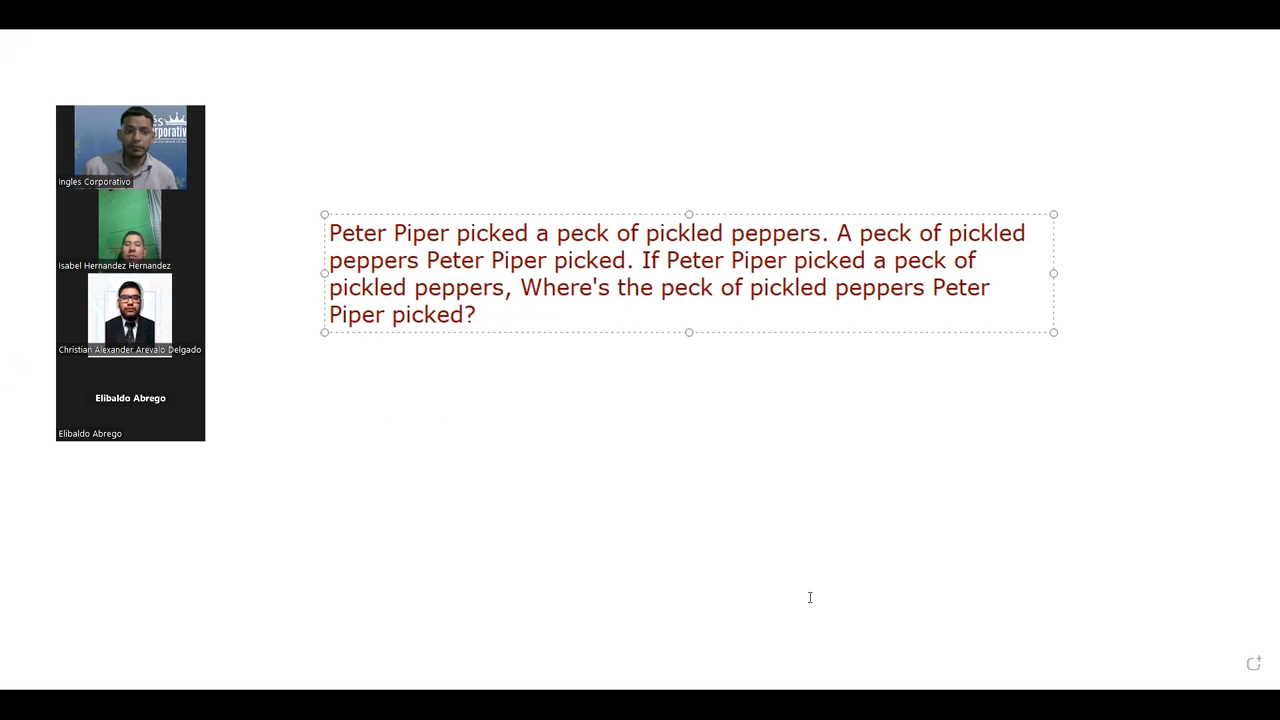 és
rporativ
Ingles Corporativo
Isabel Hernandez Hernandez
Christian Alexander Arevalo Delgado
Elibaldo Abrego
Elibaldo Abrego
Peter Piper picked a peck of pickled peppers. A peck of pickled
peppers Peter Piper picked. If Peter Piper picked a peck of
pickled peppers, Where's the peck of pickled peppers Peter
Piper picked?